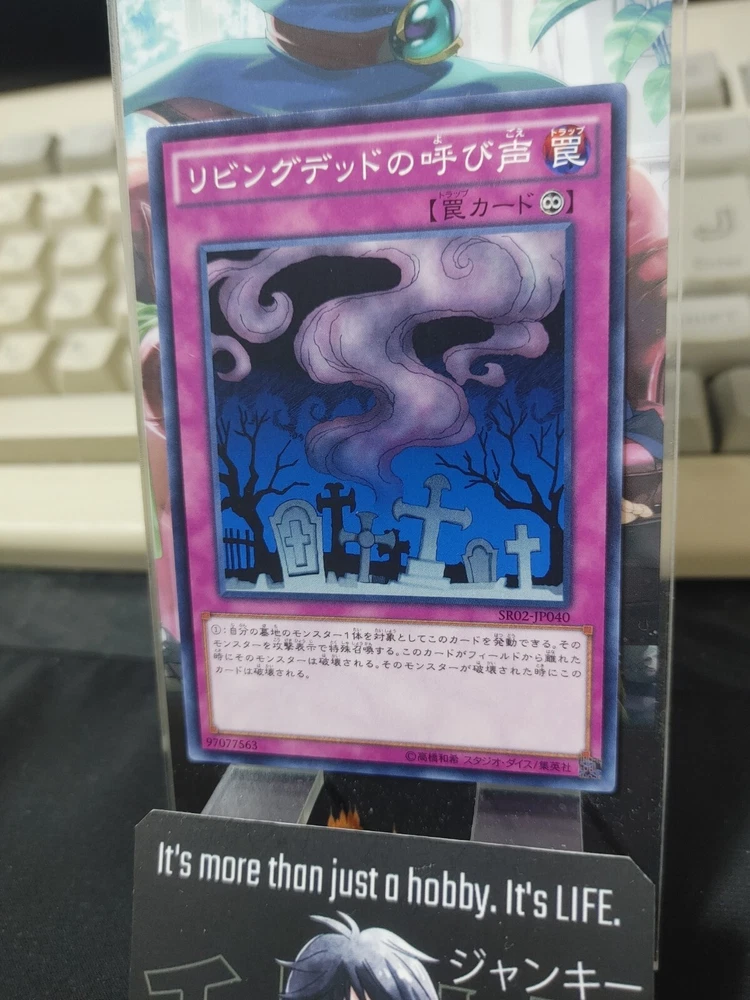 リビングデッドの呼び声 罠
【罠カード】
SR02-JP040
①:自分の墓地のモンスター1体を対象としてこのカードを発動できる。その
モンスターを攻撃表示で特殊召喚する。このカードがフィールドから離れた
時にそのモンスターは破壊される。そのモンスターが破壊された時にこの
カードは破壊される。
97077563
©高橋和希 スタジオ・ダイス/集英社
It's more than just a hobby. It's LIFE.
ジャンキー